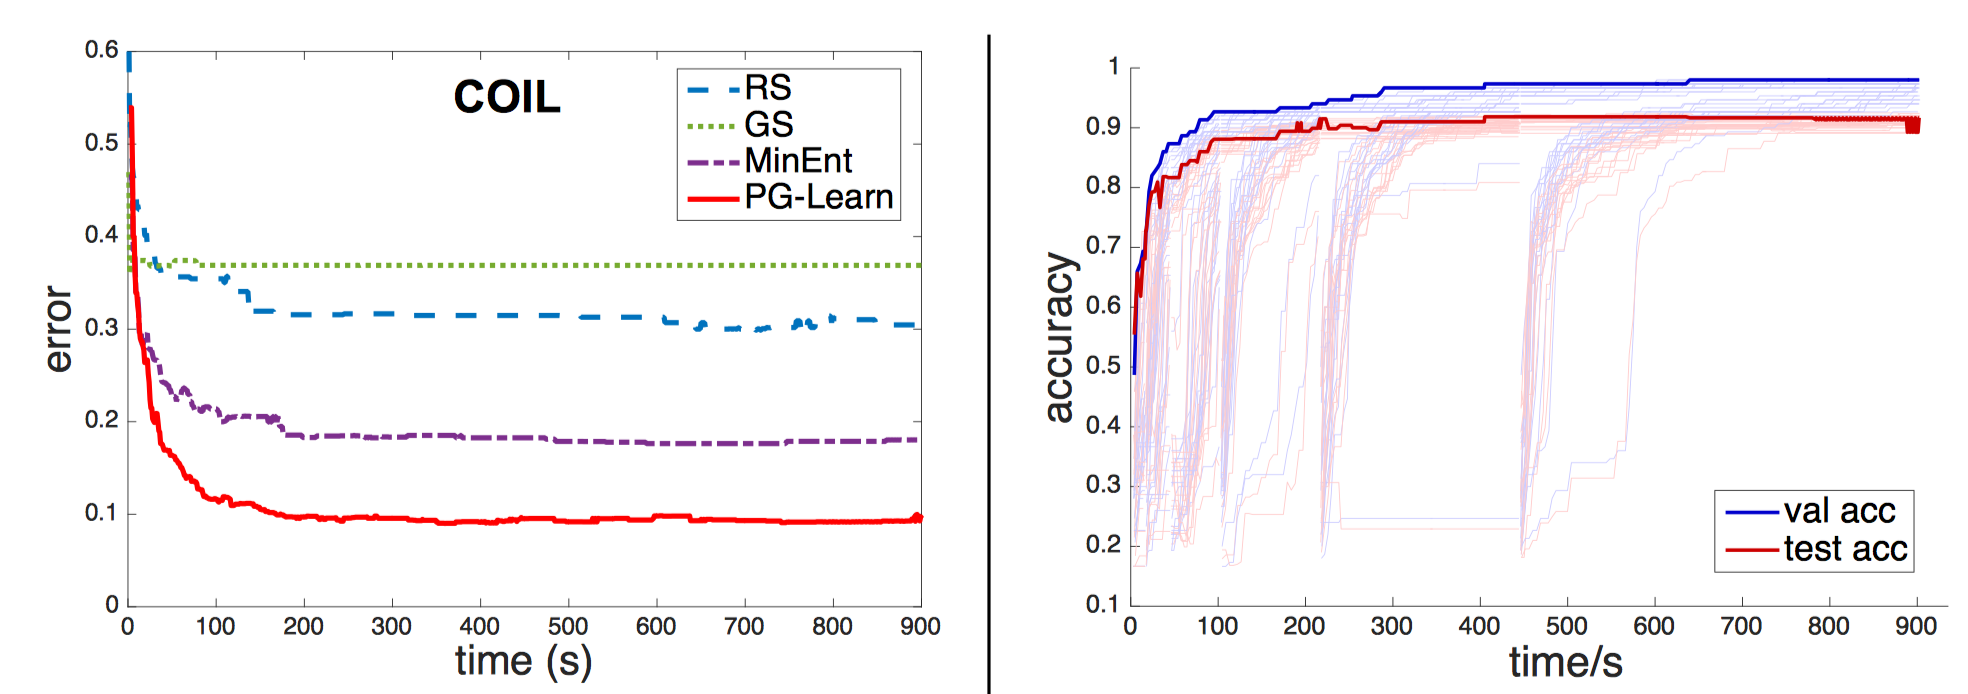 COIL
RS
GS
MinEnt
PG-Learn
0.6
0.5
0.4
0.3
0.2
0.1
0
error
0 100 200 300 400 500 600 700 800 900
time (s)
1
0.9
0.8
0.7
0.6
0.5
0.4
0.3
0.2
0.1
accuracy
val acc
test acc
0 100 200 300 400 500 600 700 800 900
time/s